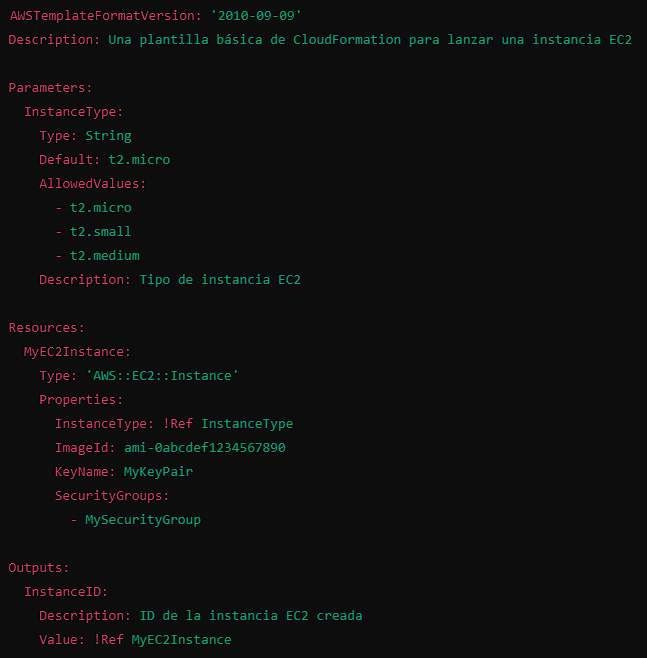 AWSTemplateFormatVersion: '2010-09-09'
Description: Una plantilla básica de CloudFormation para lanzar una instancia EC2

Parameters:
  InstanceType:
    Type: String
    Default: t2.micro
    AllowedValues:
      - t2.micro
      - t2.small
      - t2.medium
    Description: Tipo de instancia EC2

Resources:
  MyEC2Instance:
    Type: 'AWS::EC2::Instance'
    Properties:
      InstanceType: !Ref InstanceType
      ImageId: ami-0abcdef1234567890
      KeyName: MyKeyPair
      SecurityGroups:
        - MySecurityGroup

Outputs:
  InstanceID:
    Description: ID de la instancia EC2 creada
    Value: !Ref MyEC2Instance